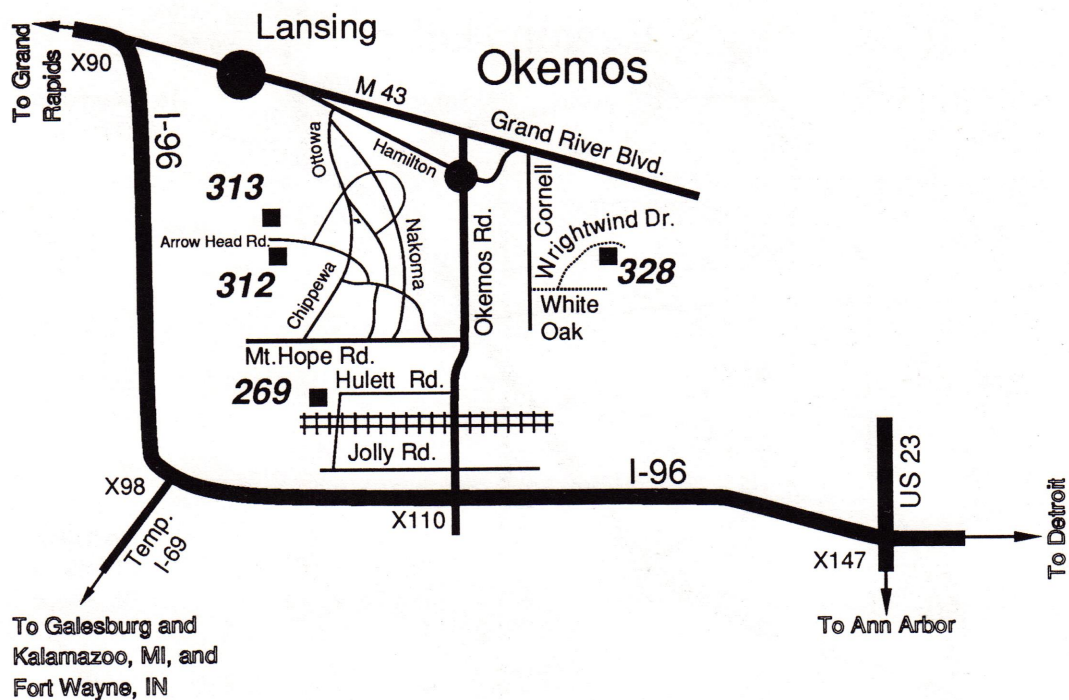 Lansing
Okemos
To Grand
Rapids
X90
M 43
Grand River Blvd.
I-96
Ottowa
Hamilton
Cornell
313
Arrow Head Rd.
312
Nakoma
Chippewa
Okemos Rd.
Wrightwind Dr.
328
White
Oak
Mt.Hope Rd.
269
Hulett Rd.
Jolly Rd.
I-96
US 23
X98
X110
Temp.
I-69
X147
To Detroit
To Galesburg and
Kalamazoo, MI, and
Fort Wayne, IN
To Ann Arbor